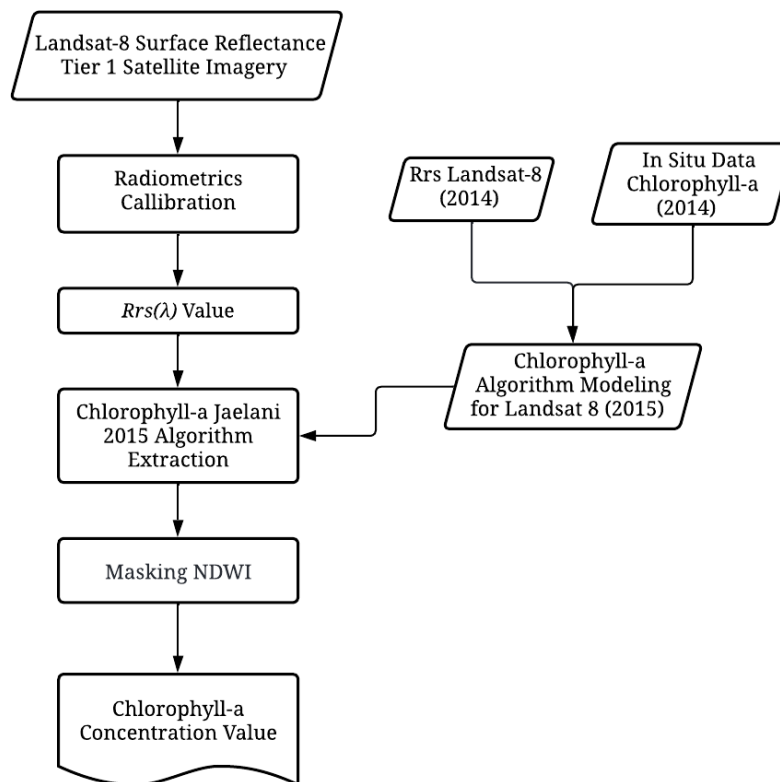 Landsat-8 Surface Reflectance
Tier 1 Satellite Imagery
Radiometrics
Callibration
Rrs(λ) Value
Chlorophyll-a Jaelani
2015 Algorithm
Extraction
Masking NDWI
Chlorophyll-a
Concentration Value
Rrs Landsat-8
(2014)
In Situ Data
Chlorophyll-a
(2014)
Chlorophyll-a
Algorithm Modeling
for Landsat 8 (2015)